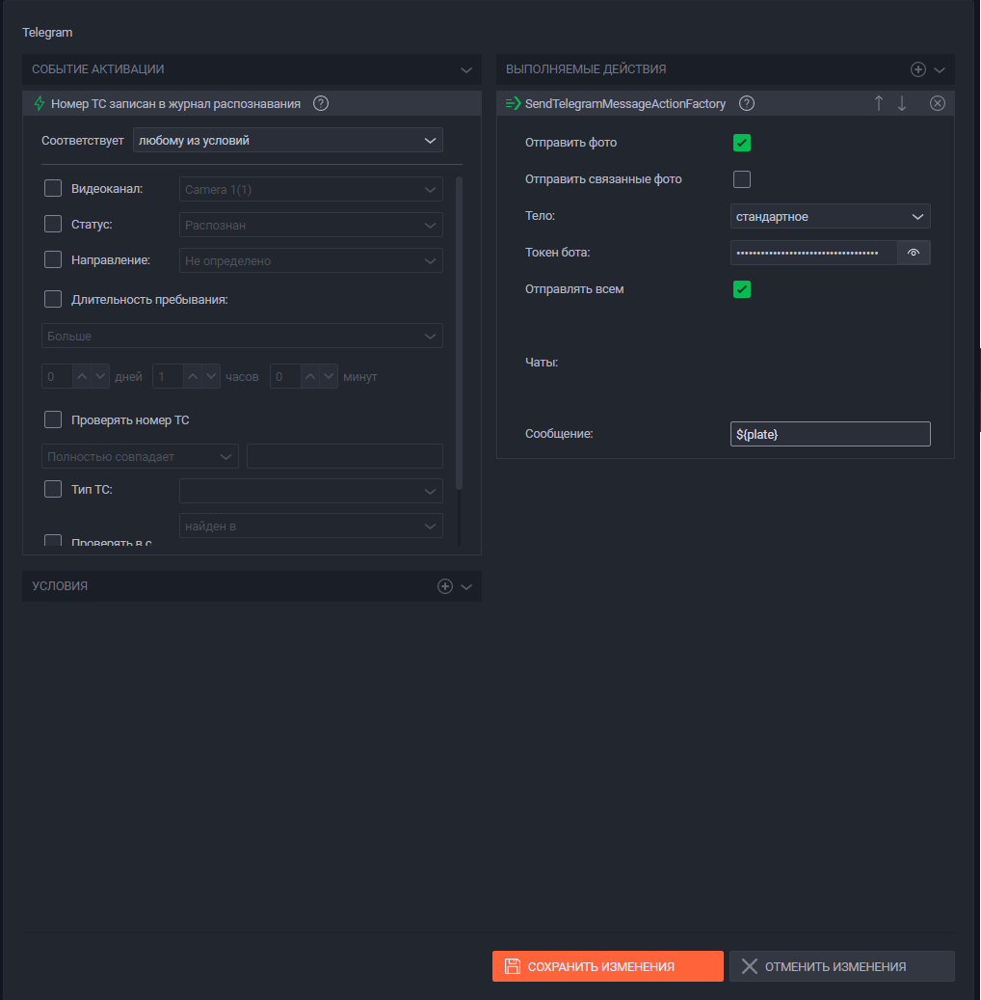 Telegram
СОБЫТИЕ АКТИВАЦИИ
Номер ТС записан в журнал распознавания ?
Соответствует любому из условий
Видеоканал: Camera 1(1)
Статус: Распознан
Направление: Не определено
Длительность пребывания:
Больше
0 дней 1 часов 0 минут
Проверять номер ТС
Полностью совпадает
Тип ТС:
найден в
Проверять в с
УСЛОВИЯ
ВЫПОЛНЯЕМЫЕ ДЕЙСТВИЯ
SendTelegramMessageActionFactory ?
Отправить фото
Отправить связанные фото
Тело: стандартное
Токен бота: •••••••••••••••••••••••••••••••••••
Отправлять всем
Чаты:
Сообщение: ${plate}
СОХРАНИТЬ ИЗМЕНЕНИЯ
ОТМЕНИТЬ ИЗМЕНЕНИЯ